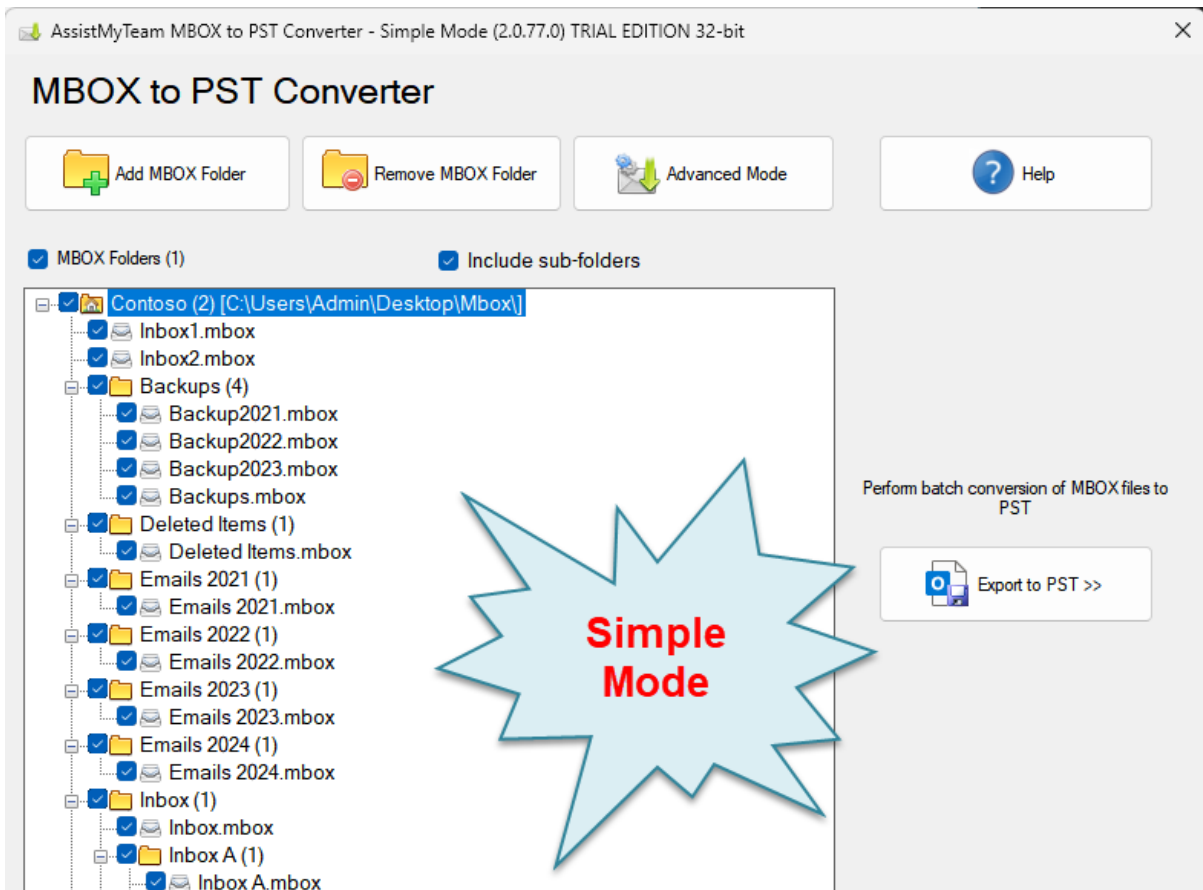 AssistMyTeam MBOX to PST Converter - Simple Mode (2.0.77.0) TRIAL EDITION 32-bit
MBOX to PST Converter
Add MBOX Folder
Remove MBOX Folder
Advanced Mode
Help
MBOX Folders (1)
Include sub-folders
Contoso (2) [C:\Users\Admin\Desktop\Mbox\]
Inbox1.mbox
Inbox2.mbox
Backups (4)
Backup2021.mbox
Backup2022.mbox
Backup2023.mbox
Backups.mbox
Deleted Items (1)
Deleted Items.mbox
Emails 2021 (1)
Emails 2021.mbox
Emails 2022 (1)
Emails 2022.mbox
Emails 2023 (1)
Emails 2023.mbox
Emails 2024 (1)
Emails 2024.mbox
Inbox (1)
Inbox.mbox
Inbox A (1)
Inbox A.mbox
Simple
Mode
Perform batch conversion of MBOX files to
PST
Export to PST >>